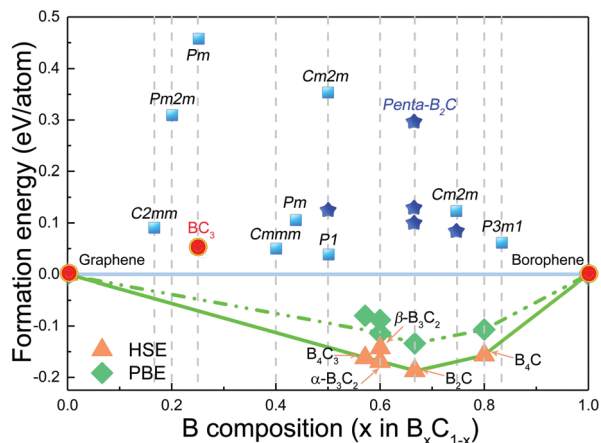 Formation energy (eV/atom)
0.5
0.4
0.3
0.2
0.1
0.0
-0.1
-0.2
Pm
Pm2m
Cm2m
Penta-B₂C
C2mm
BC₃
Cmmm
Pm
P1
Cm2m
P3m1
Graphene
Borophene
β-B₃C₂
B₄C₃
α-B₃C₂
B₂C
B₄C
HSE
PBE
0.0 0.2 0.4 0.6 0.8 1.0
B composition (x in BₓC₁₋ₓ)